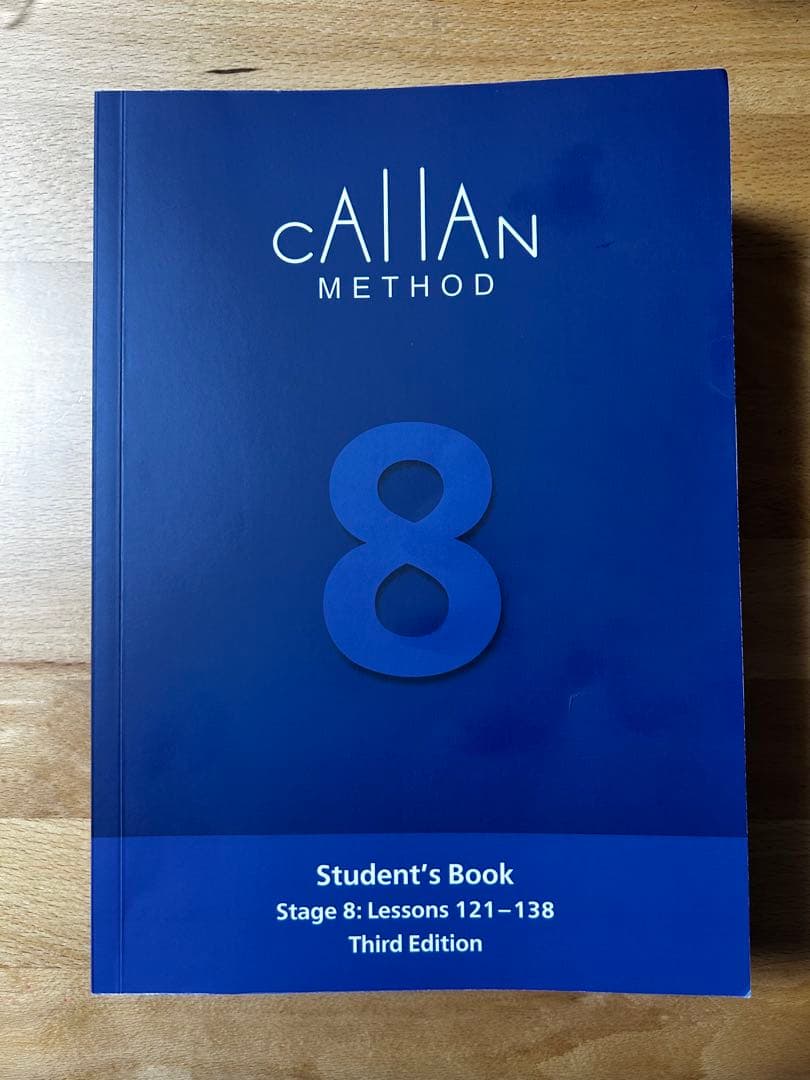 CAllAN
METHOD
8
Student's Book
Stage 8: Lessons 121–138
Third Edition